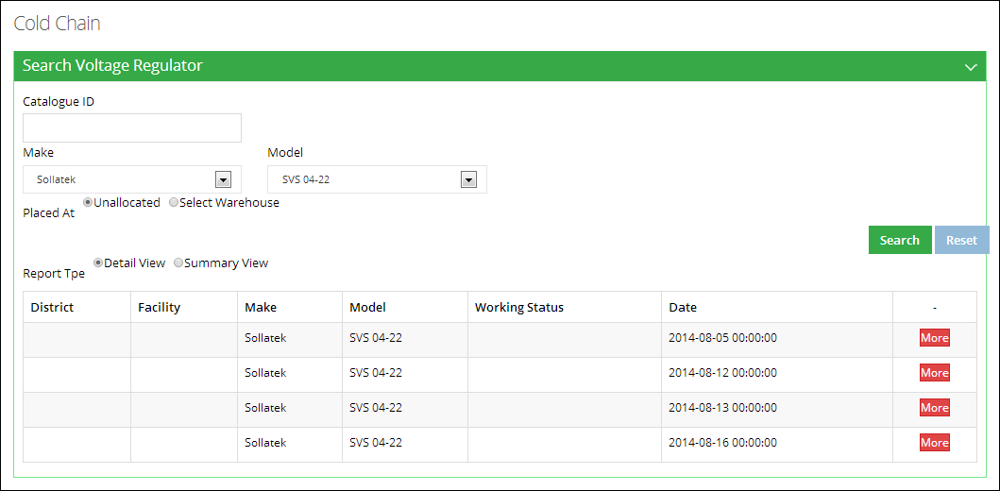 Cold Chain
Search Voltage Regulator
Catalogue ID
Make Model
Sollatek SVS 04-22
Placed At Unallocated Select Warehouse
Search Reset
Report Tpe Detail View Summary View
District Facility Make Model Working Status Date -
Sollatek SVS 04-22 2014-08-05 00:00:00 More
Sollatek SVS 04-22 2014-08-12 00:00:00 More
Sollatek SVS 04-22 2014-08-13 00:00:00 More
Sollatek SVS 04-22 2014-08-16 00:00:00 More